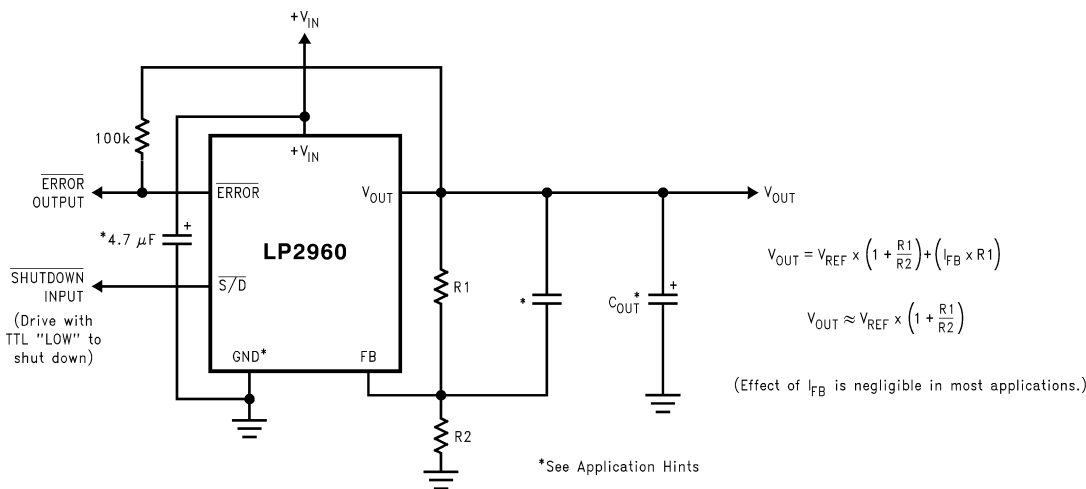 +VIN
100k
+VIN
ERROR
OUTPUT
ERROR
VOUT
VOUT
*4.7 μF
+
LP2960
SHUTDOWN
INPUT
S/D
(Drive with
TTL "LOW" to
shut down)
R1
*
COUT*
+
GND*
FB
R2
VOUT = VREF x (1 + R1/R2) + (IFB x R1)
VOUT ≈ VREF x (1 + R1/R2)
(Effect of IFB is negligible in most applications.)
*See Application Hints